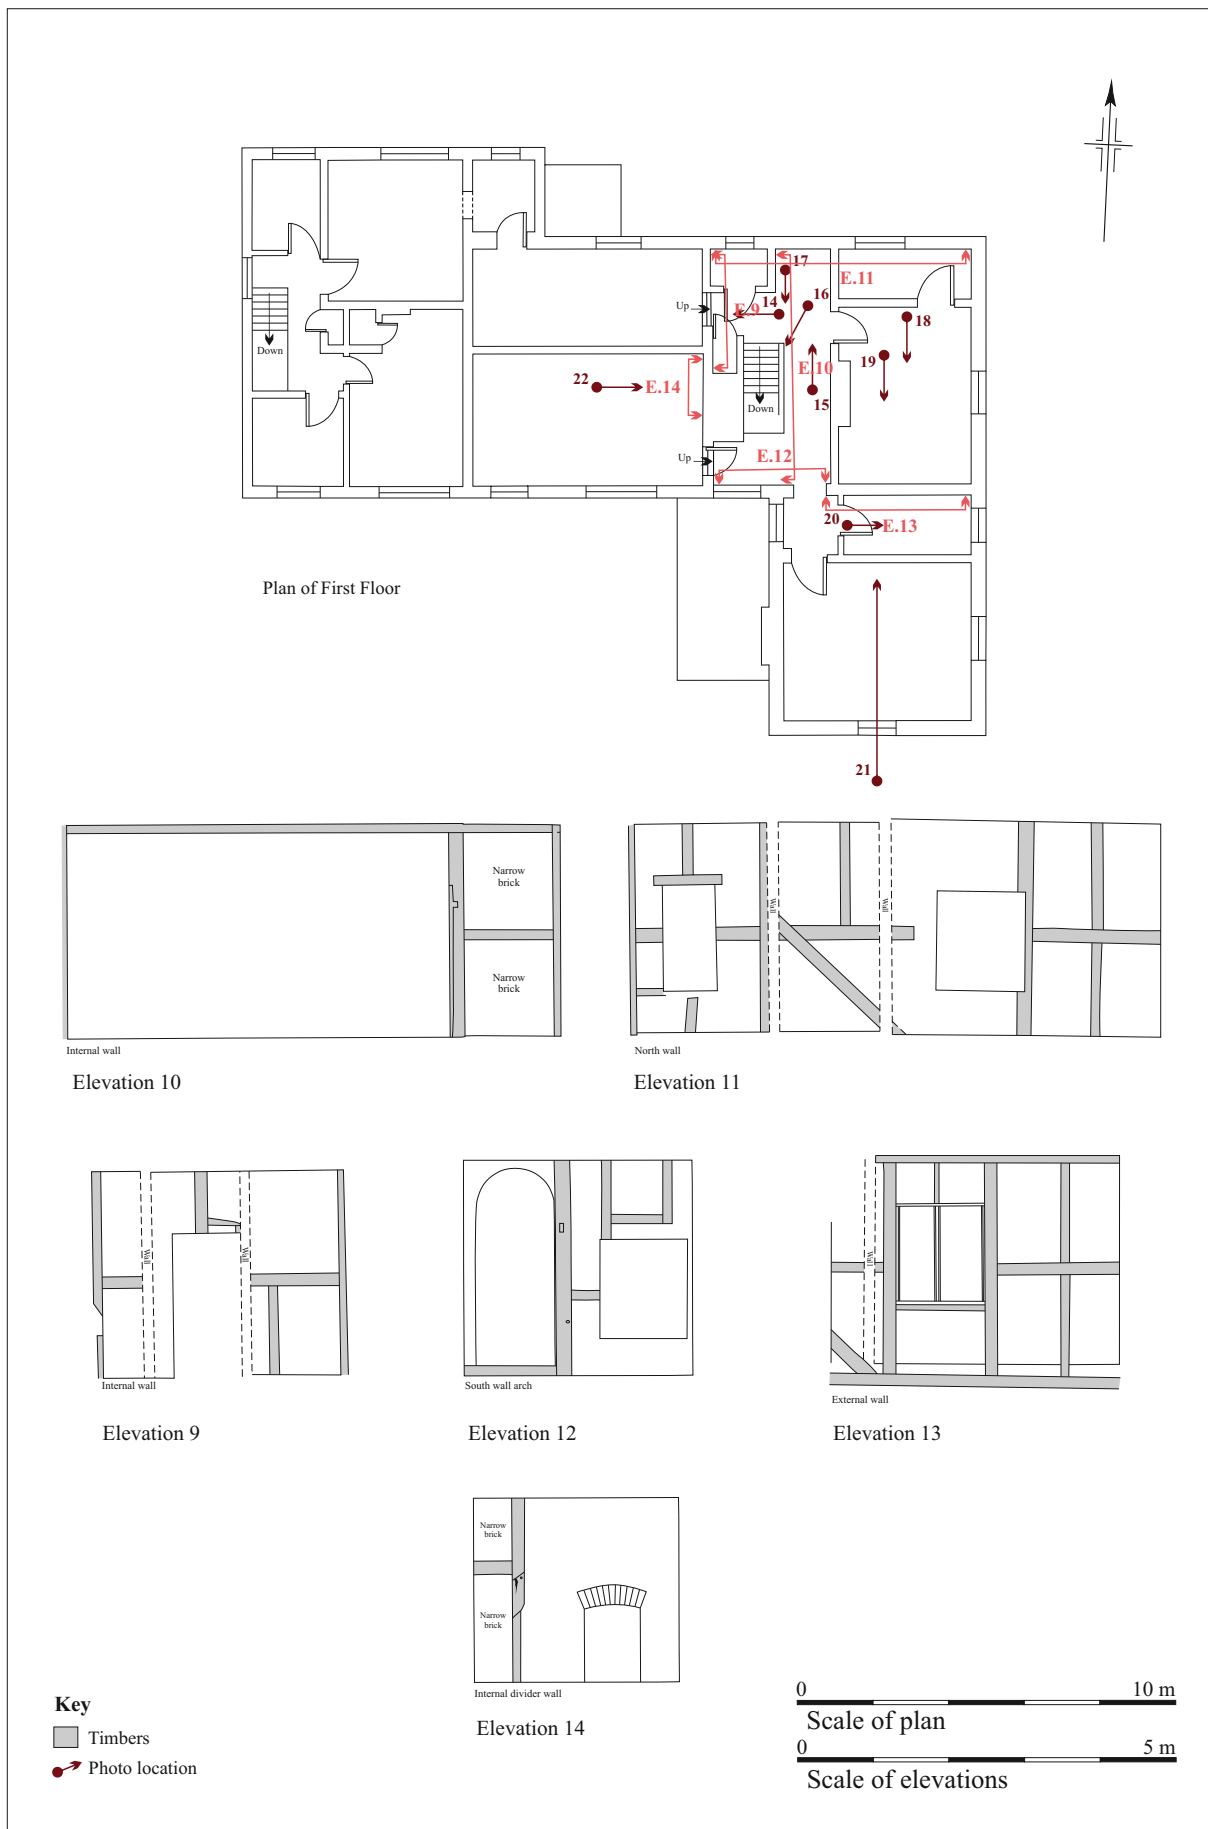 17
E.11
Up
14
16
E.9
18
19
Down
22
E.14
E.10
15
Down
Up
E.12
20
E.13
Plan of First Floor
21
Narrow
brick
Narrow
brick
Internal wall
Elevation 10
Wall
Wall
North wall
Elevation 11
Wall
Wall
Internal wall
Elevation 9
South wall arch
Elevation 12
Wall
External wall
Elevation 13
Narrow
brick
Narrow
brick
Internal divider wall
Elevation 14
Key
Timbers
Photo location
0 10 m
Scale of plan
0 5 m
Scale of elevations